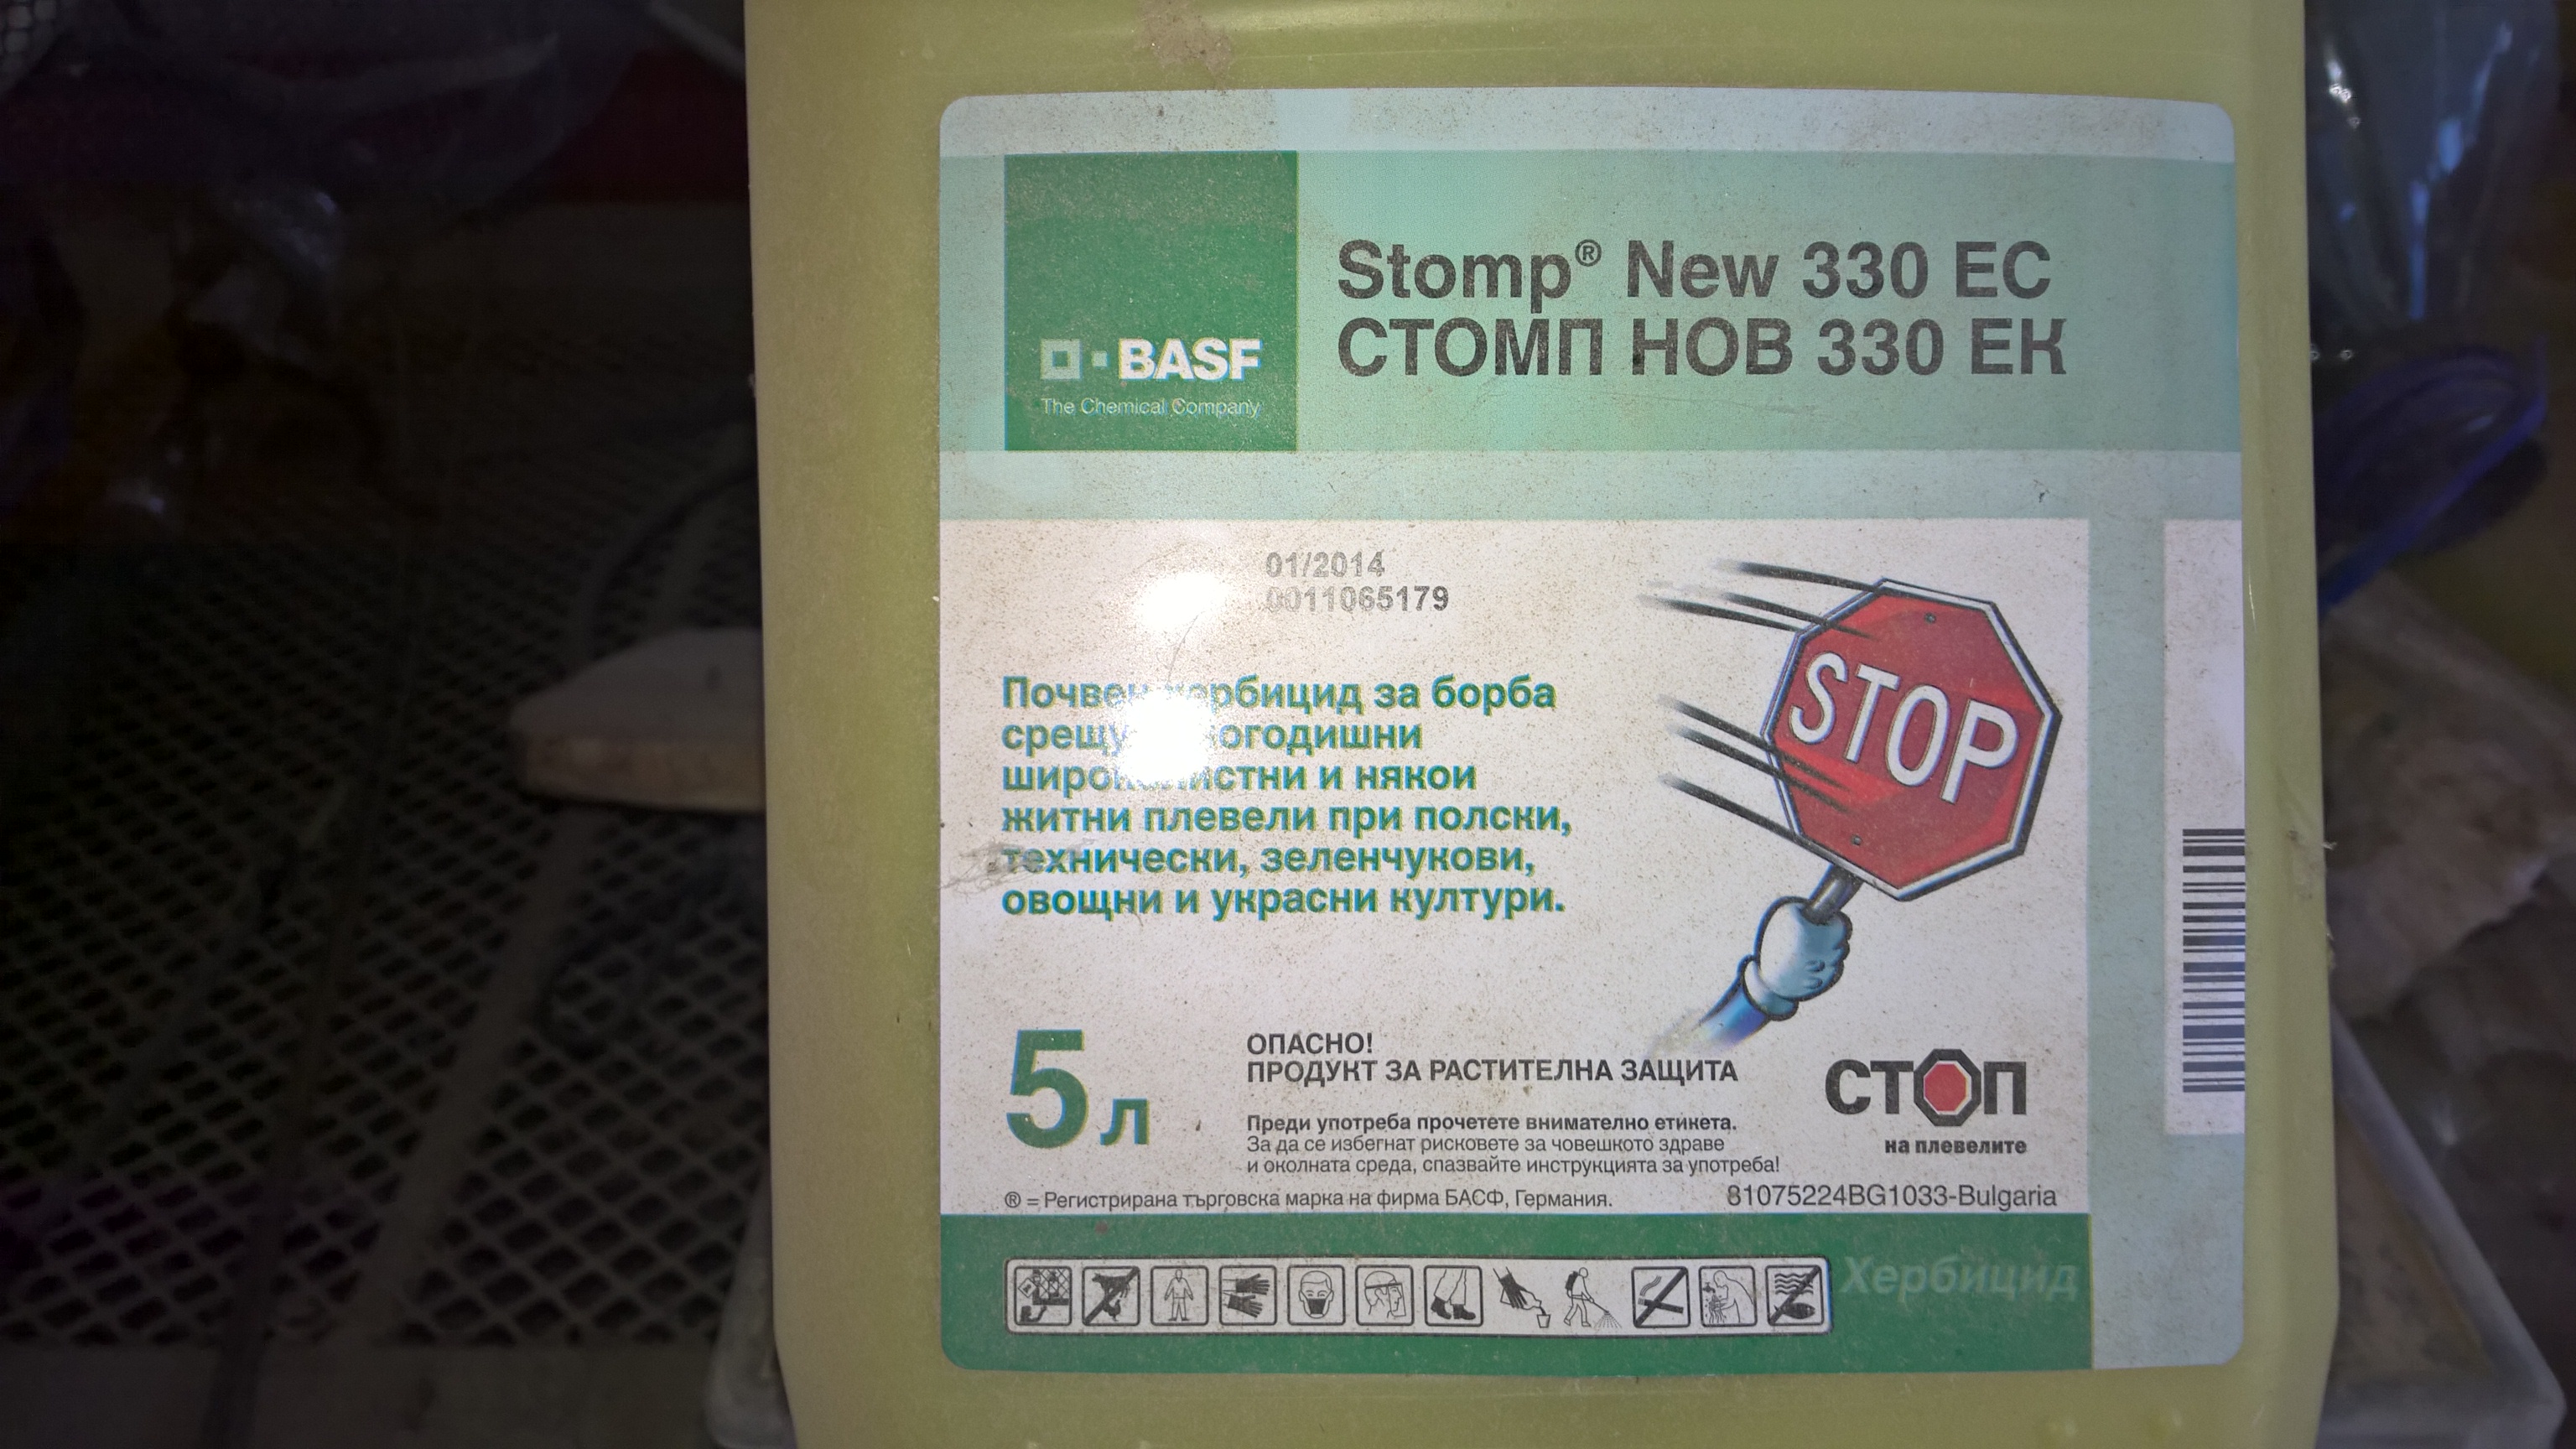 Stomp® New 330 EC
СТОМП НОВ 330 ЕК
BASF
The Chemical Company
01/2014
0011065179
за борба
срещу
и някои
житни плевели при полски,
технически, зеленчукови,
овощни и украсни култури.
STOP
5 л
ОПАСНО!
ПРОДУКТ ЗА РАСТИТЕЛНА ЗАЩИТА
Преди употреба прочетете внимателно етикета.
За да се избегнат рисковете за човешкото здраве
и околната среда, спазвайте инструкцията за употреба!
СТОП
на плевелите
® = Регистрирана търговска марка на фирма БАСФ, Германия.
81075224BG1033-Bulgaria
Хербицид